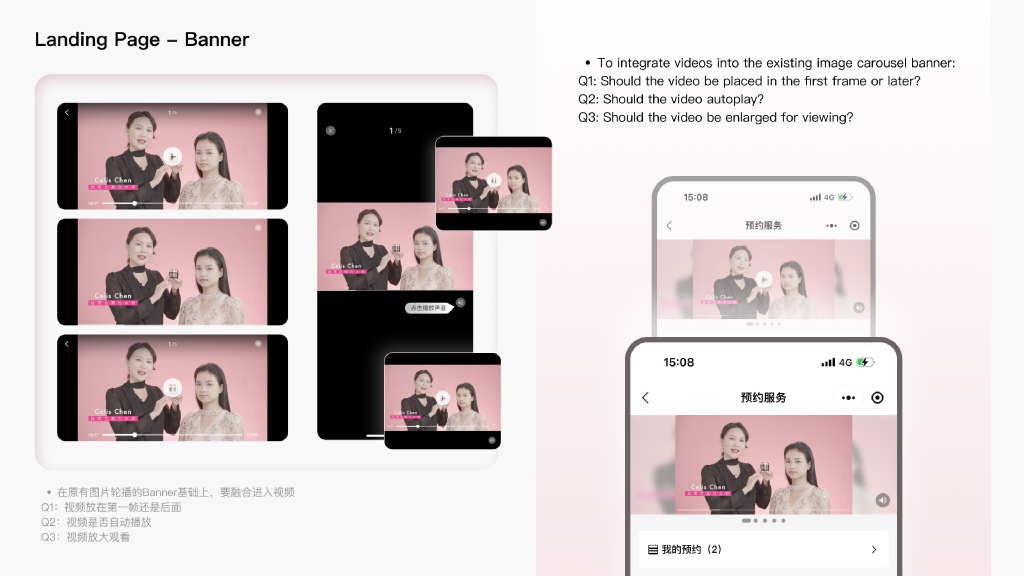 Landing Page – Banner
1/5
Celis Chen
1/5
Celis Chen
Celis Chen
Celis Chen
点击播放声音
Celis Chen
1/5
Celis Chen
Celis Chen
• 在原有图片轮播的Banner基础上，要融合进入视频
Q1：视频放在第一帧还是后面
Q2：视频是否自动播放
Q3：视频放大观看
• To integrate videos into the existing image carousel banner:
Q1: Should the video be placed in the first frame or later?
Q2: Should the video autoplay?
Q3: Should the video be enlarged for viewing?
15:08 4G
预约服务
Celis Chen
15:08 4G
预约服务
Celis Chen
我的预约（2）